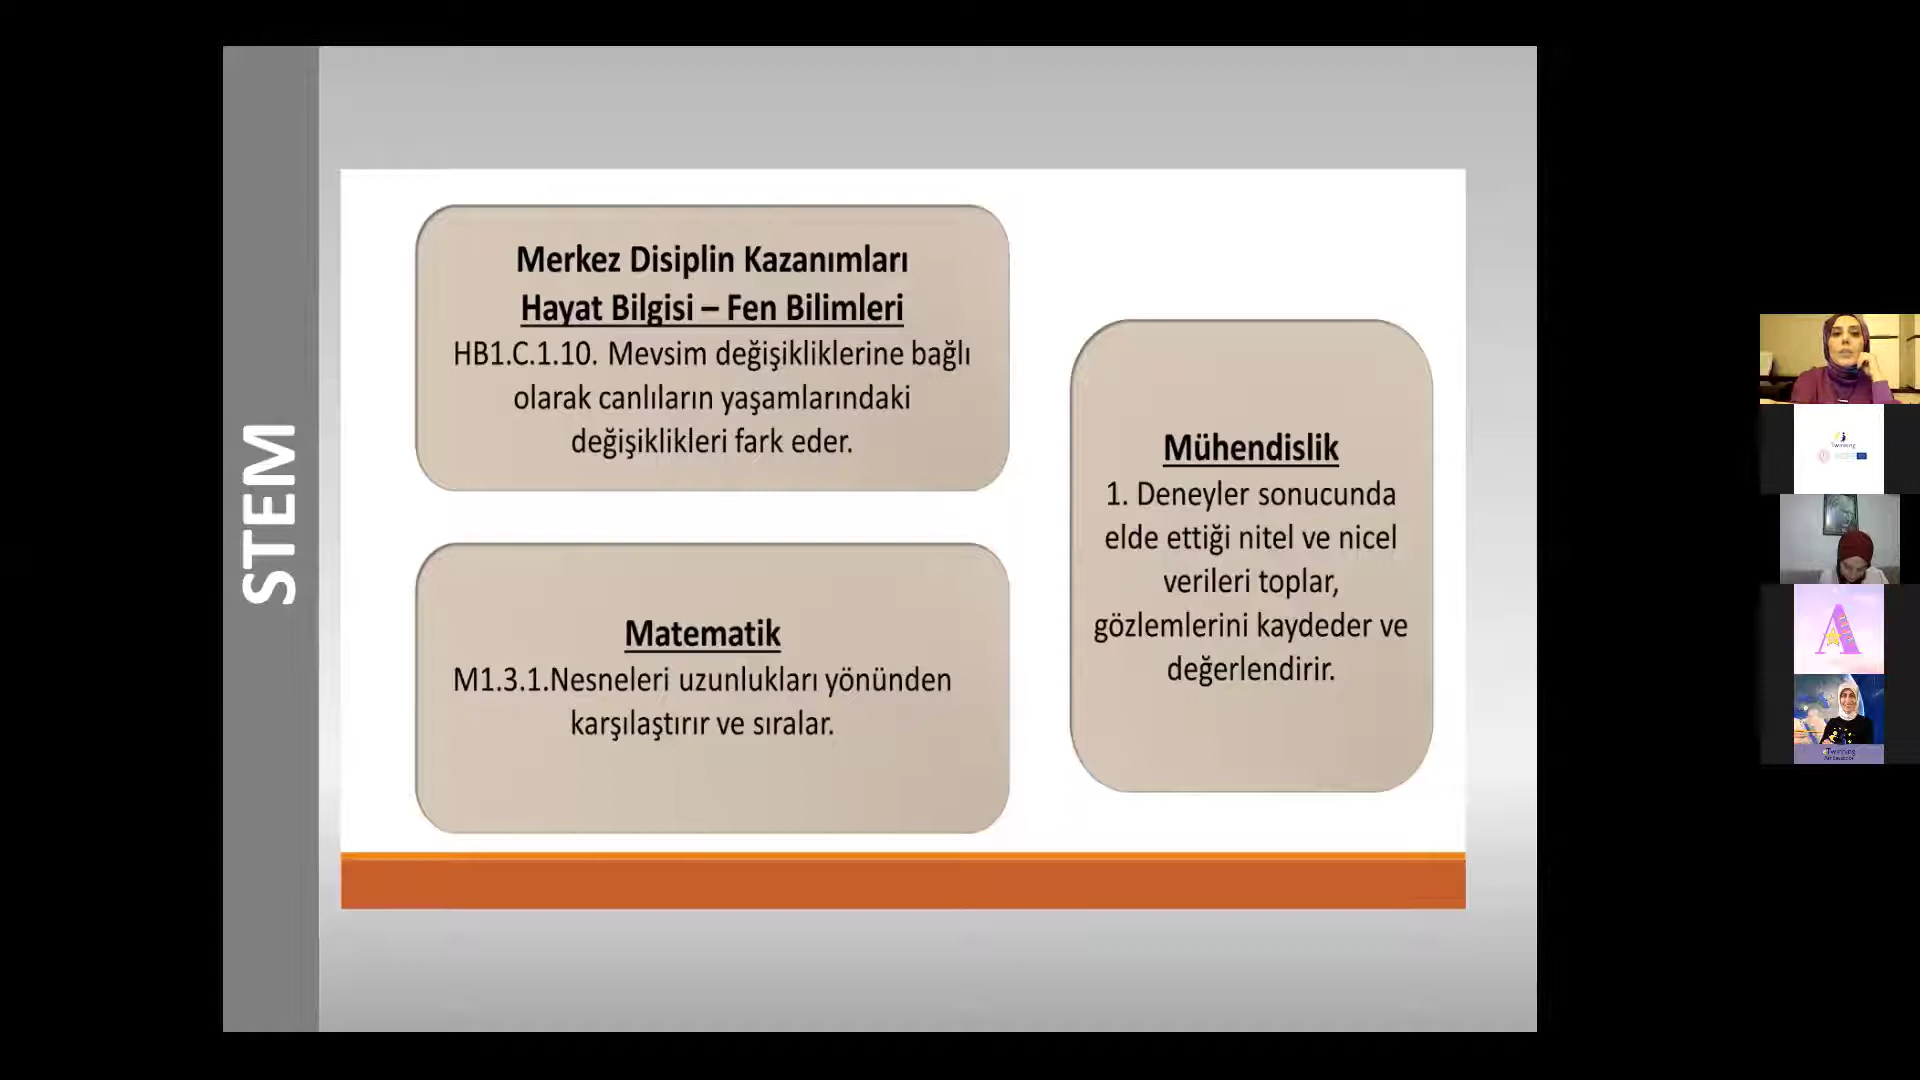 STEM
Merkez Disiplin Kazanımları
Hayat Bilgisi – Fen Bilimleri
HB1.C.1.10. Mevsim değişikliklerine bağlı
olarak canlıların yaşamlarındaki
değişiklikleri fark eder.
Matematik
M1.3.1.Nesneleri uzunlukları yönünden
karşılaştırır ve sıralar.
Mühendislik
1. Deneyler sonucunda
elde ettiği nitel ve nicel
verileri toplar,
gözlemlerini kaydeder ve
değerlendirir.
A
eTwinning